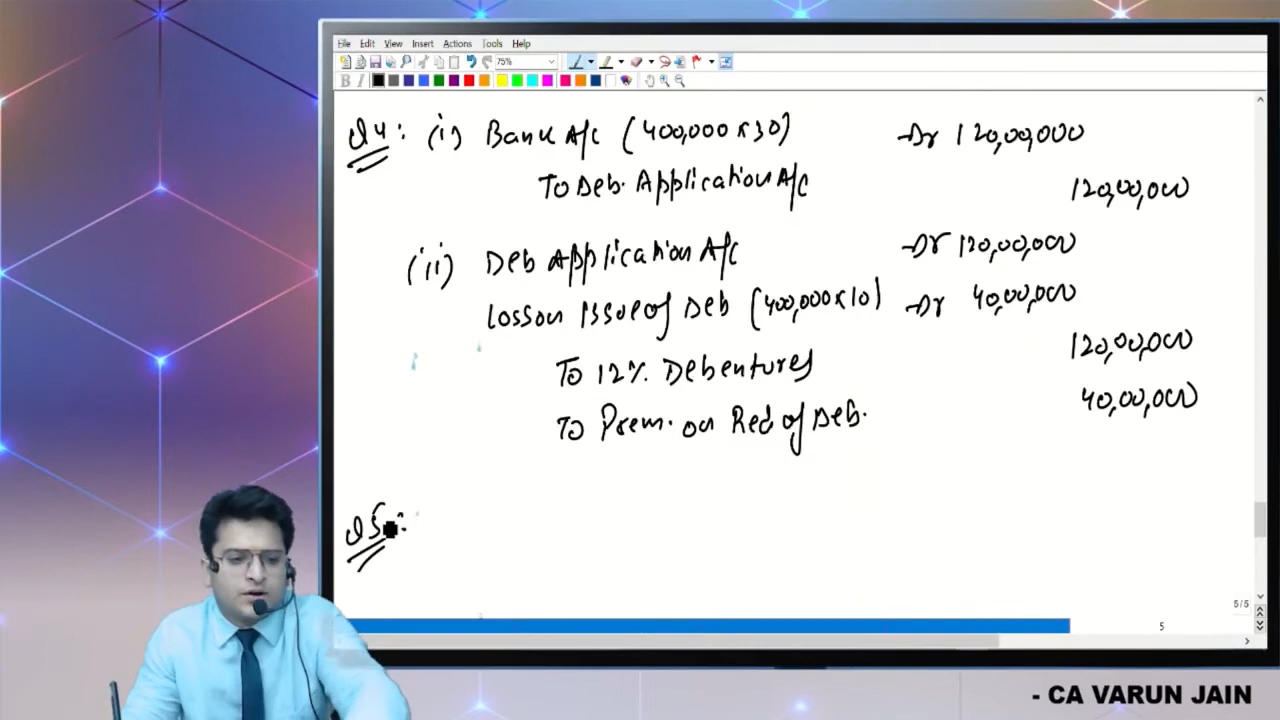 File Edit View Insert Actions Tools Help
75%
B I
Q4: (i) Bank A/c (400,000 x 30) -Dr 120,00,000
To Deb. Application A/c 120,00,000
(ii) Deb Application A/c -Dr 120,00,000
Loss on Issue of Deb (400,000 x 10) -Dr 40,00,000
To 12% Debentures 120,00,000
To Prem. on Red of Deb. 40,00,000
Q5:
5/5
5
- CA VARUN JAIN